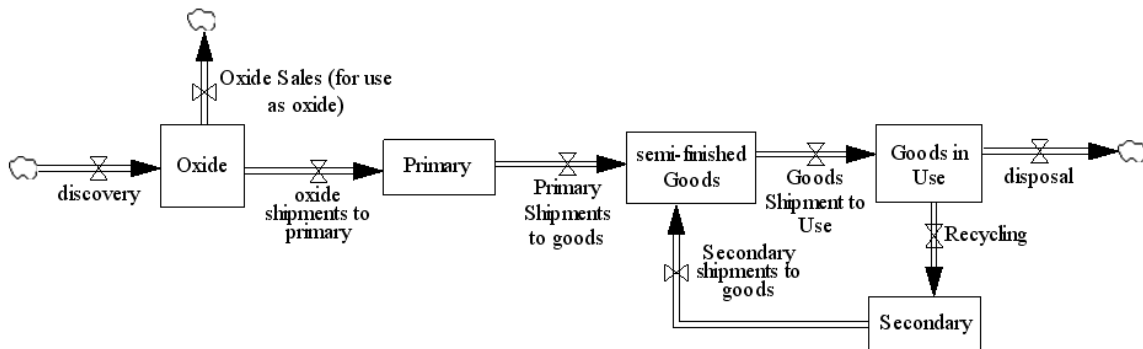 Oxide Sales (for use
as oxide)
discovery
Oxide
oxide
shipments to
primary
Primary
Primary
Shipments
to goods
semi-finished
Goods
Goods
Shipment to
Use
Goods in
Use
disposal
Recycling
Secondary
shipments to
goods
Secondary